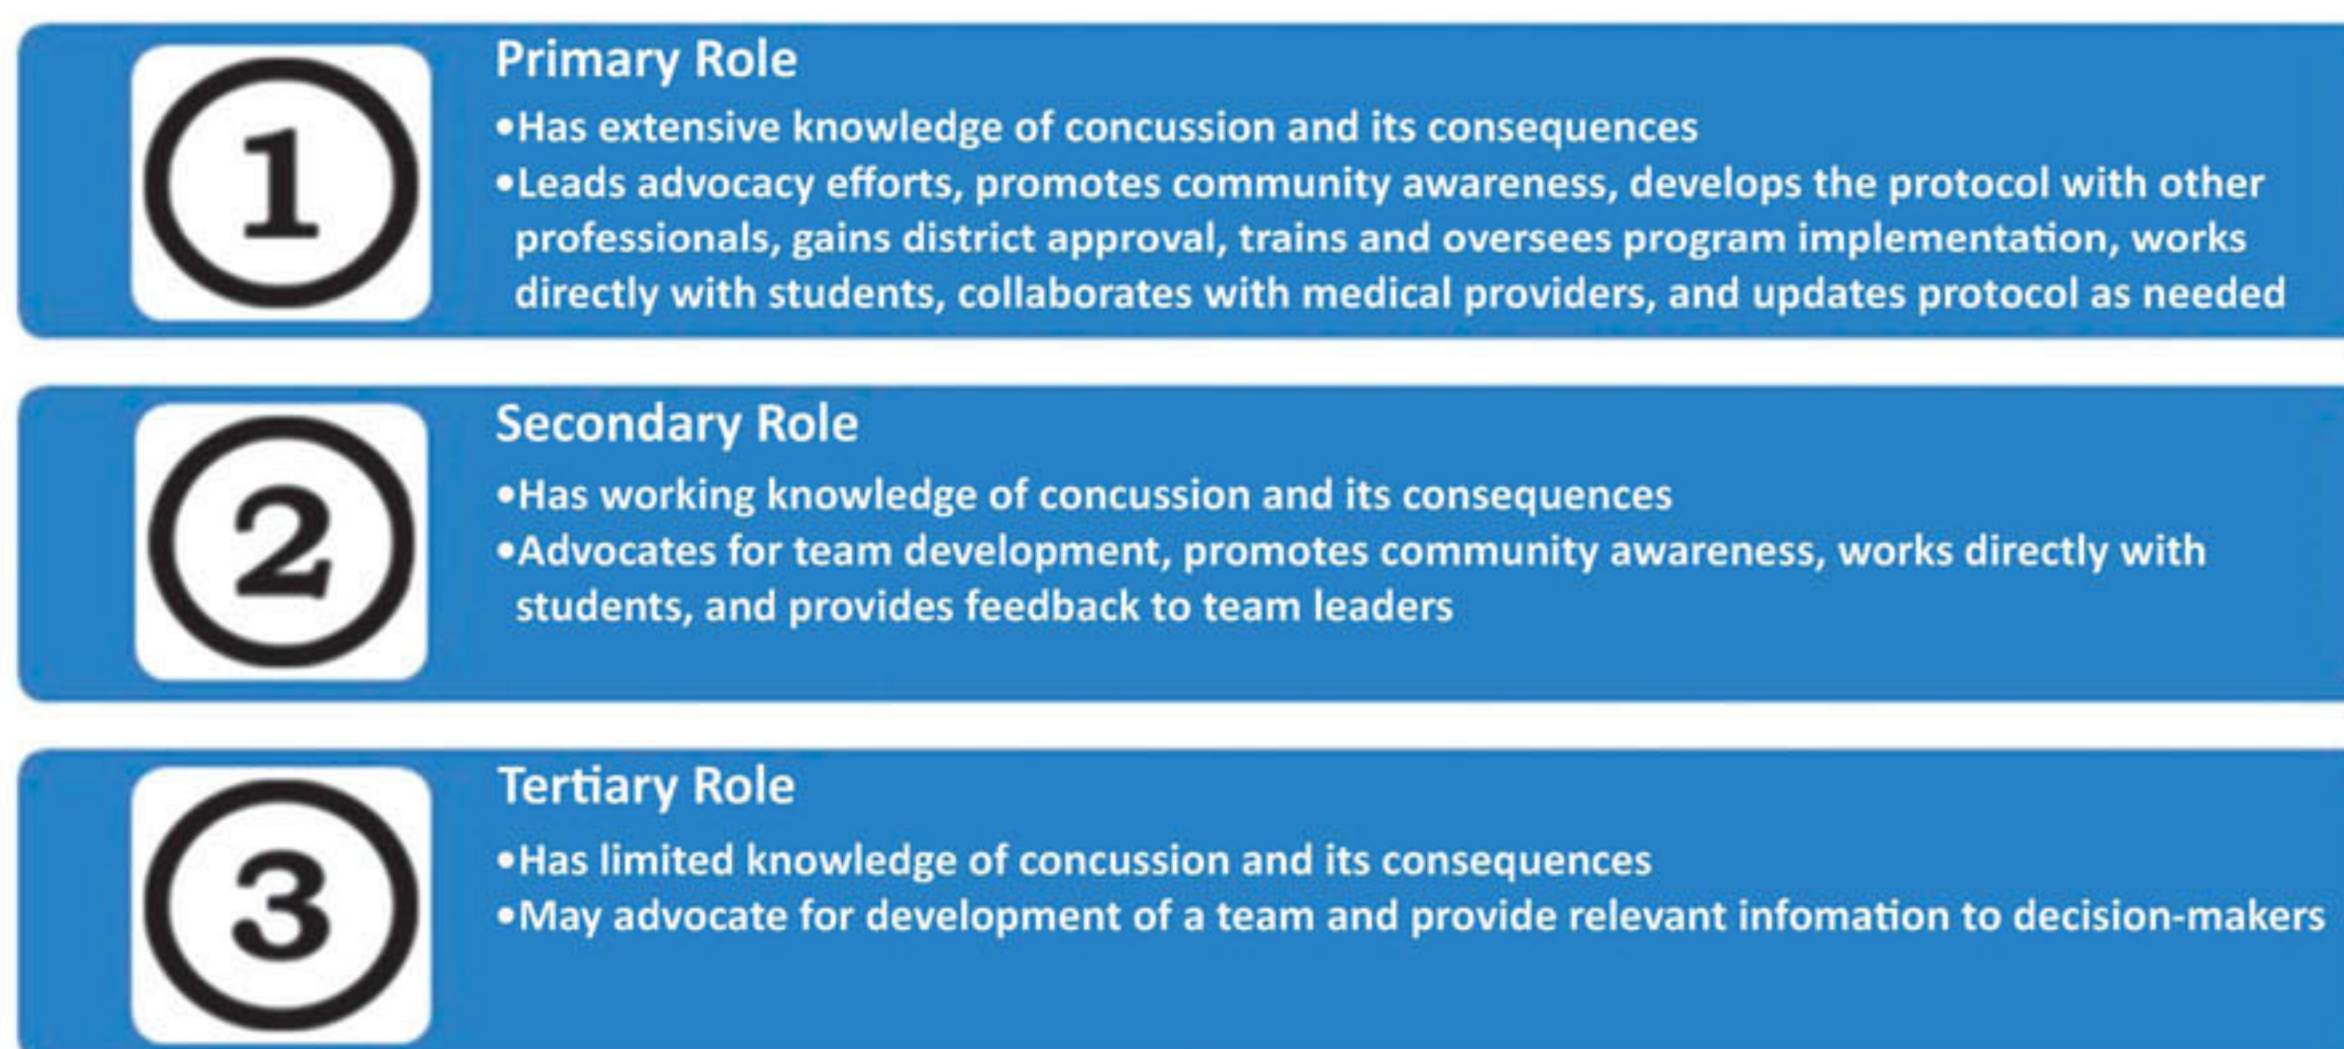 1
Primary Role
•Has extensive knowledge of concussion and its consequences
•Leads advocacy efforts, promotes community awareness, develops the protocol with other
professionals, gains district approval, trains and oversees program implementation, works
directly with students, collaborates with medical providers, and updates protocol as needed
2
Secondary Role
•Has working knowledge of concussion and its consequences
•Advocates for team development, promotes community awareness, works directly with
students, and provides feedback to team leaders
3
Tertiary Role
•Has limited knowledge of concussion and its consequences
•May advocate for development of a team and provide relevant infomation to decision-makers